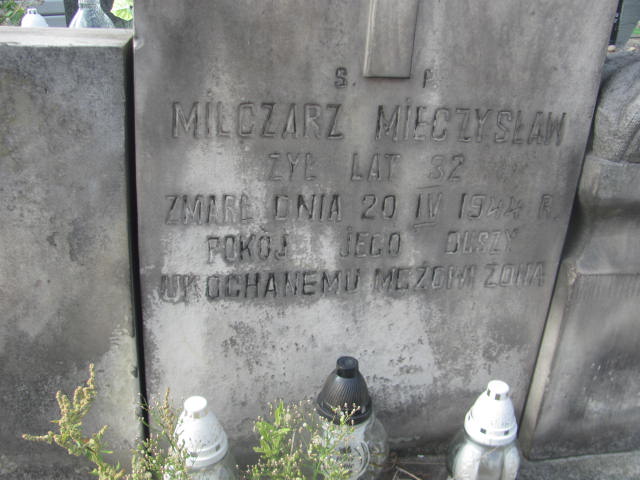 S. P.
MILCZARZ MIECZYSŁAW
ŻYŁ LAT 32
ZMARŁ DNIA 20 IV 1944 R.
POKÓJ JEGO DUSZY
UKOCHANEMU MĘŻOWI ŻONA